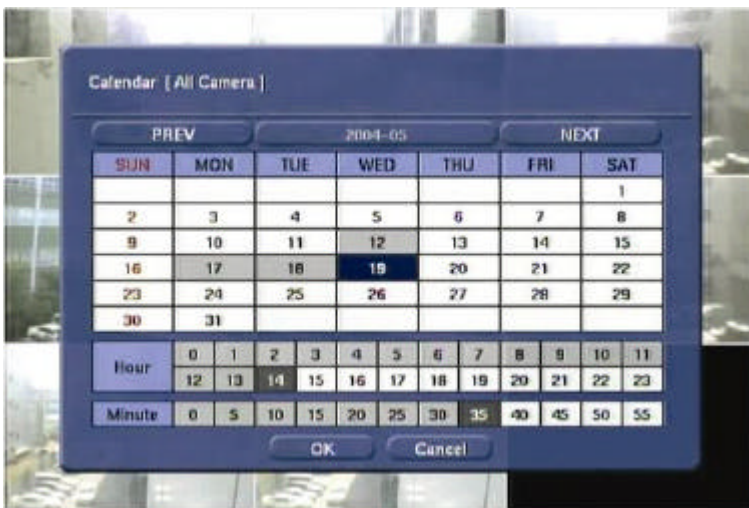 Calendar [ All Camera ]
PREV 2004-05 NEXT
SUN MON TUE WED THU FRI SAT
1
2 3 4 5 6 7 8
9 10 11 12 13 14 15
16 17 18 19 20 21 22
23 24 25 26 27 28 29
30 31
Hour 0 1 2 3 4 5 6 7 8 9 10 11
12 13 14 15 16 17 18 19 20 21 22 23
Minute 0 5 10 15 20 25 30 35 40 45 50 55
OK Cancel